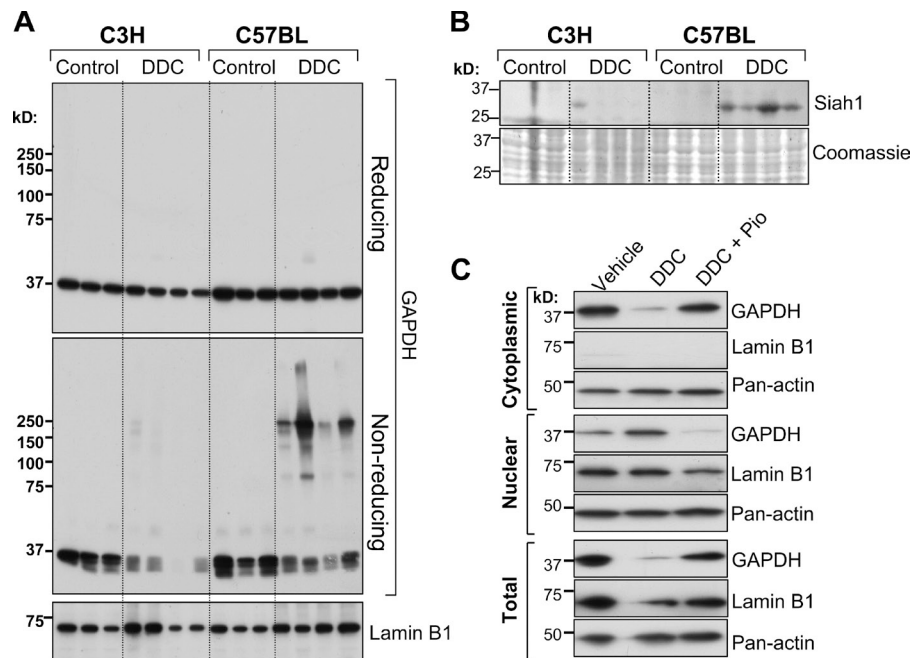 A
C3H C57BL
Control DDC Control DDC
kD:
250
150
100
75
37
Reducing
250
150
100
75
37
Non-reducing
GAPDH
75
Lamin B1
B
C3H C57BL
kD: Control DDC Control DDC
37
25
Siah1
37
25
Coomassie
C
Vehicle DDC DDC + Pio
kD:
Cytoplasmic
37 GAPDH
75 Lamin B1
50 Pan-actin
Nuclear
37 GAPDH
75 Lamin B1
50 Pan-actin
Total
37 GAPDH
75 Lamin B1
50 Pan-actin